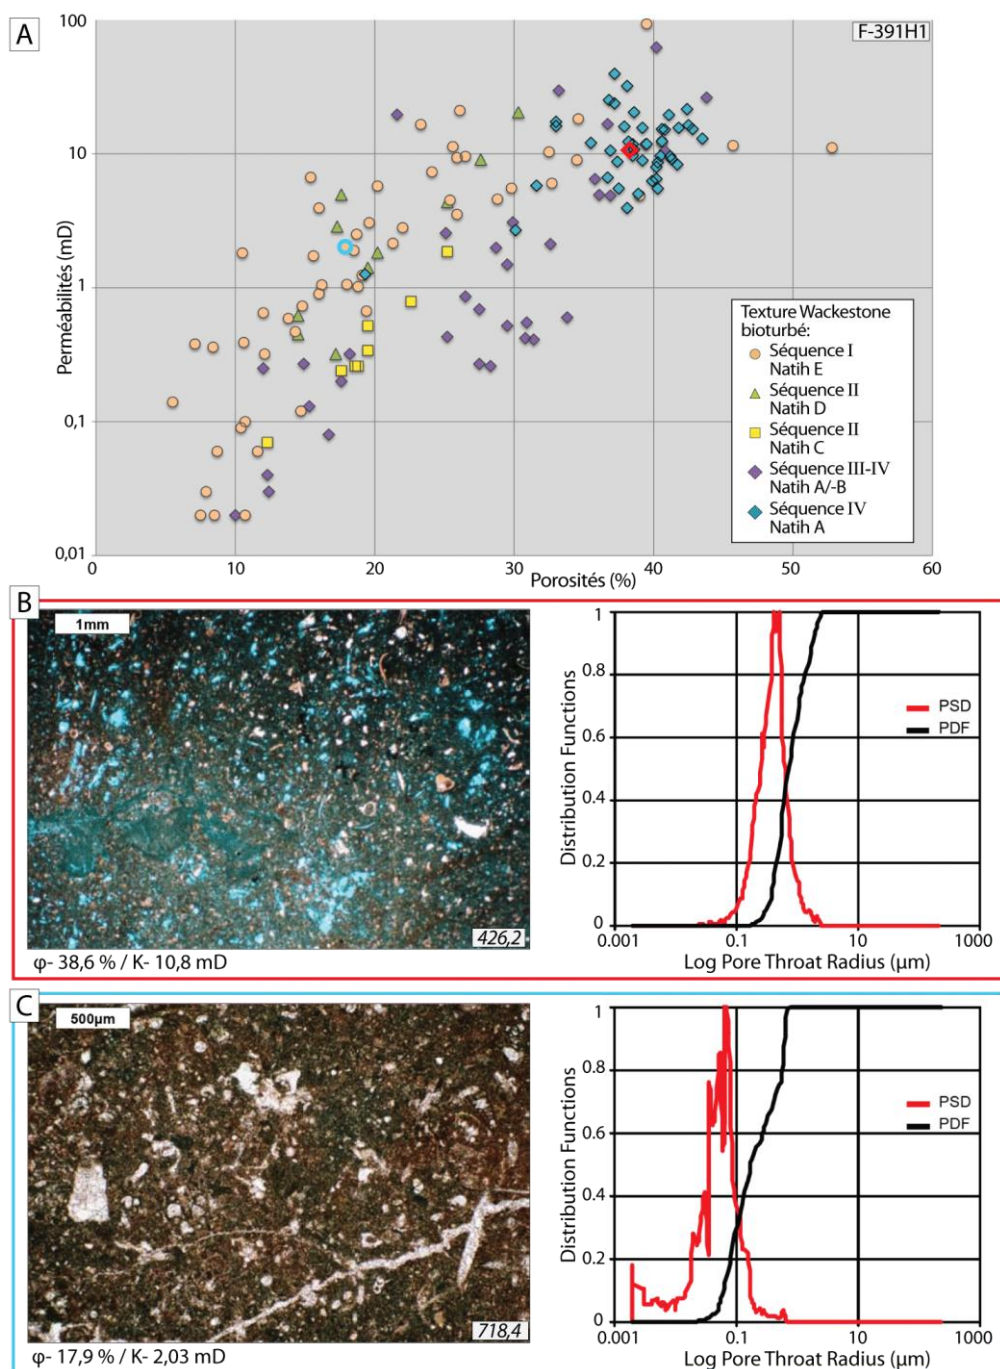 A
F-391H1
100
10
1
0,1
0,01
Perméabilités (mD)
0
10
20
30
40
50
60
Porosités (%)
Texture Wackestone
bioturbé:
Séquence I
Natih E
Séquence II
Natih D
Séquence II
Natih C
Séquence III-IV
Natih A/-B
Séquence IV
Natih A
B
1mm
426,2
φ- 38,6 % / K- 10,8 mD
Distribution Functions
1
0.8
0.6
0.4
0.2
0
0.001
0.1
10
1000
Log Pore Throat Radius (µm)
PSD
PDF
C
500µm
718,4
φ- 17,9 % / K- 2,03 mD
Distribution Functions
1
0.8
0.6
0.4
0.2
0
0.001
0.1
10
1000
Log Pore Throat Radius (µm)
PSD
PDF